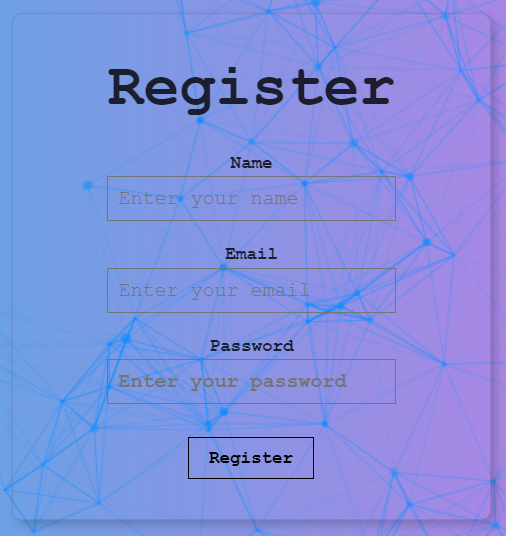 Register
Name
Enter your name
Email
Enter your email
Password
Enter your password
Register